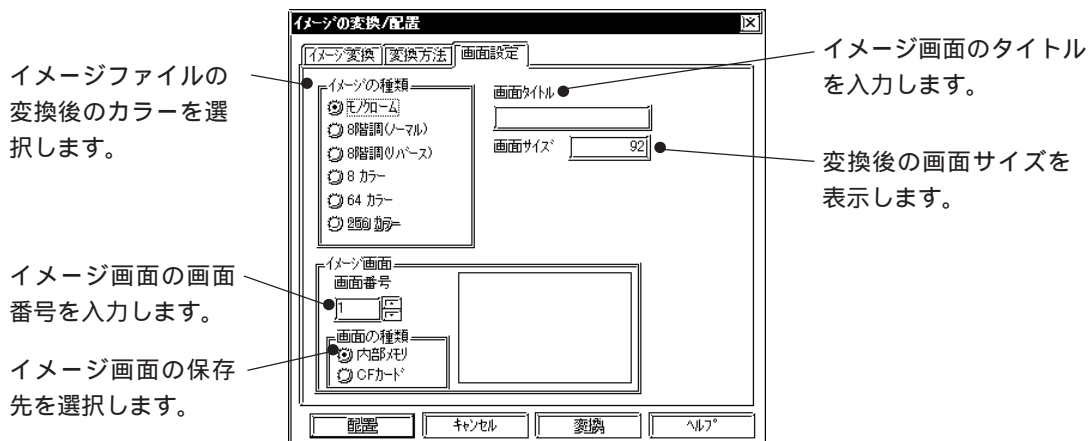 イメージの変換/配置
イメージ変換
変換方法
画面設定
イメージファイルの
変換後のカラーを選
択します。
イメージの種類
モノクローム
8階調(ノーマル)
8階調(リバース)
8 カラー
64 カラー
256 カラー
画面タイトル
画面サイズ
92
イメージ画面のタイトル
を入力します。
変換後の画面サイズを
表示します。
イメージ画面の画面
番号を入力します。
イメージ画面
画面番号
1
画面の種類
内部メモリ
CFカード
イメージ画面の保存
先を選択します。
配置
キャンセル
変換
ヘルプ